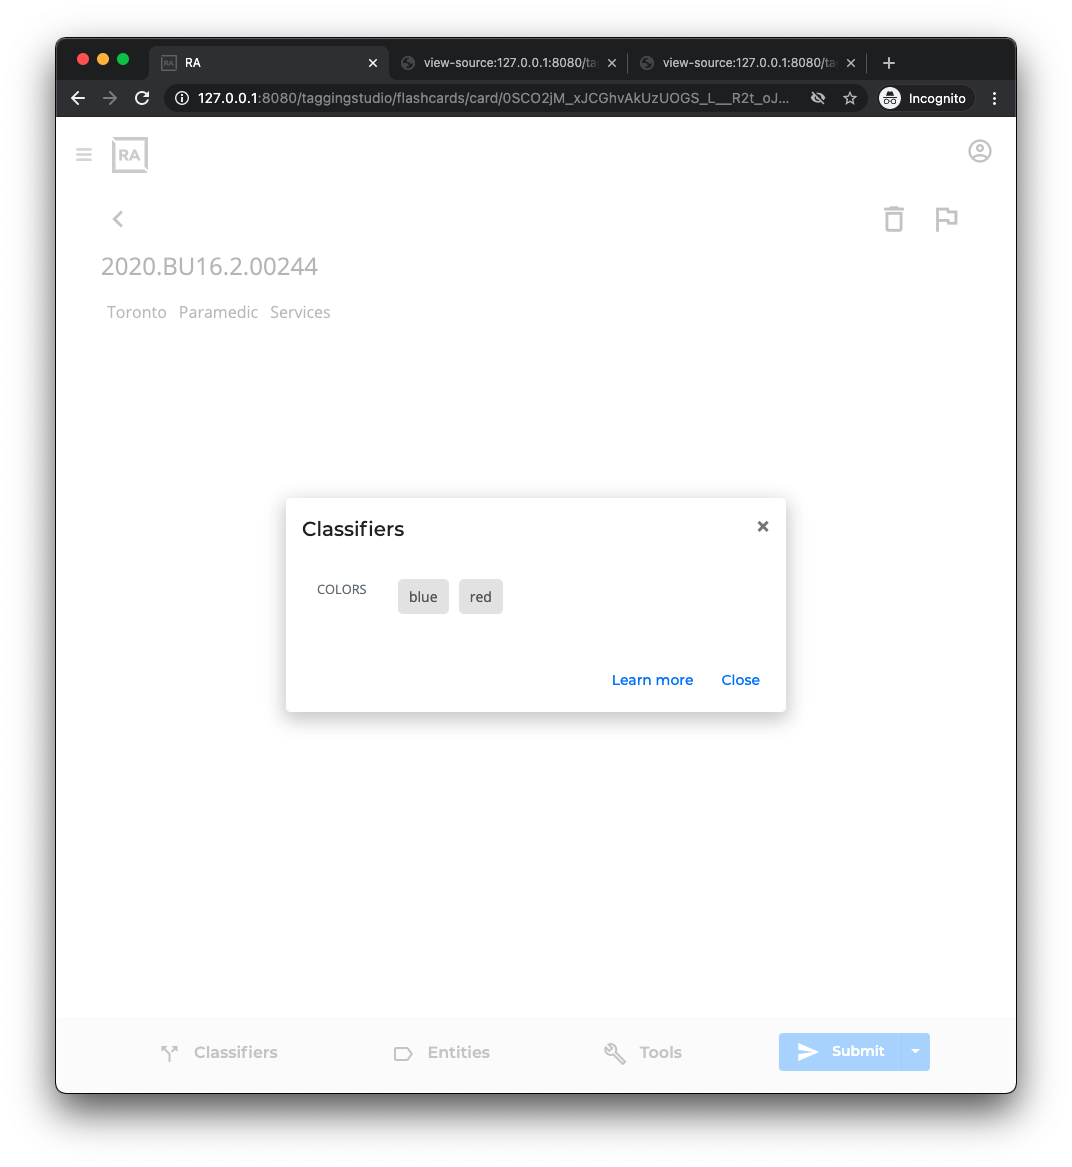 RA
view-source:127.0.0.1:8080/ta
view-source:127.0.0.1:8080/ta
127.0.0.1:8080/taggingstudio/flashcards/card/0SCO2jM_xJCGhvAkUzUOGS_L__R2t_oJ...
Incognito
RA
2020.BU16.2.00244
Toronto Paramedic Services
Classifiers
COLORS blue red
Learn more Close
Classifiers Entities Tools Submit